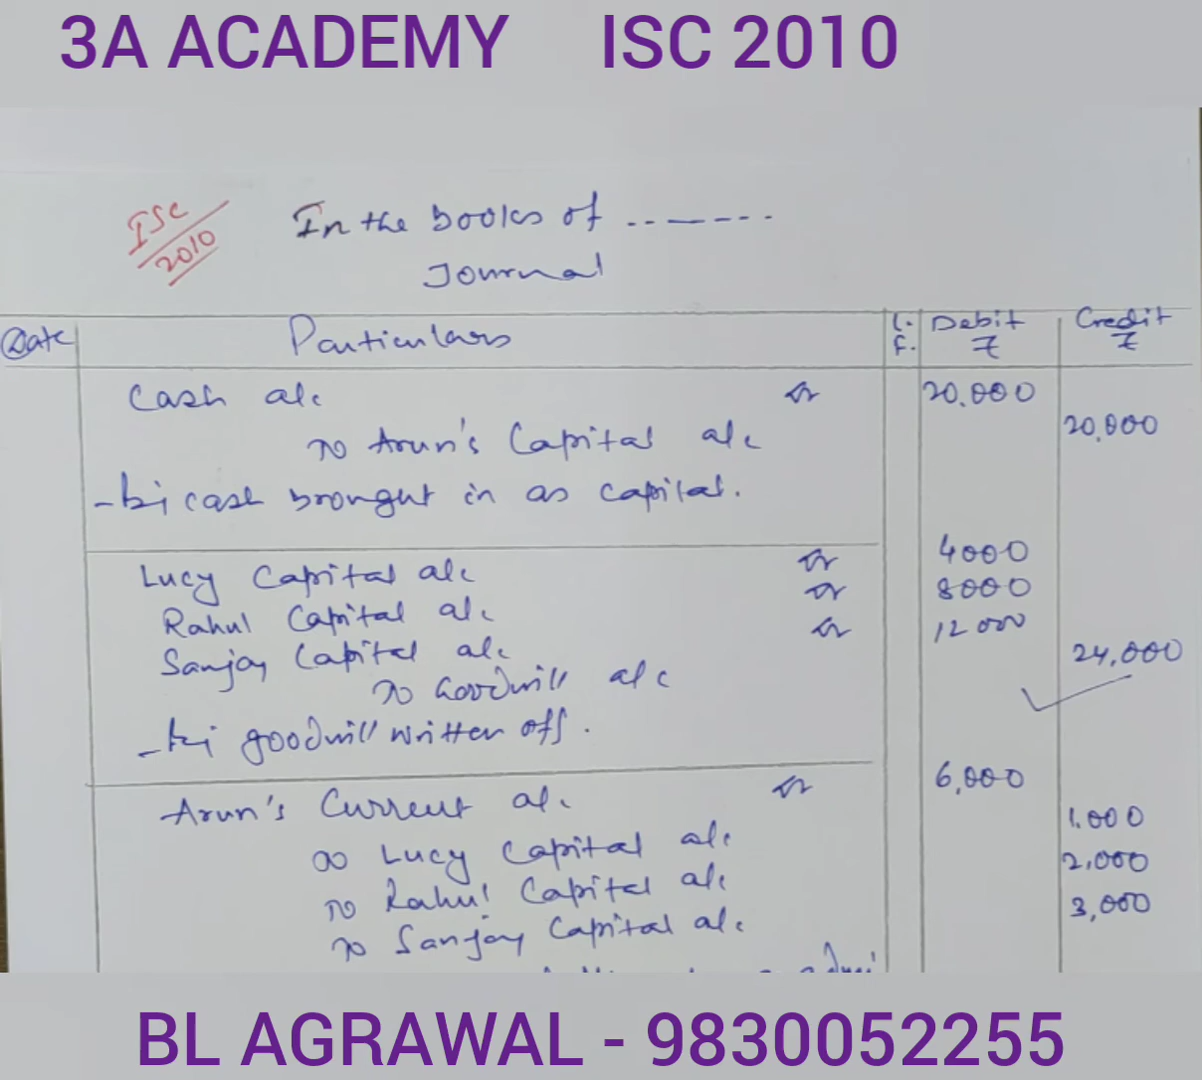 3A ACADEMY ISC 2010
ISC
2010
In the books of -------
Journal
Date Particulars L.F. Debit ₹ Credit ₹
Cash a/c Dr 20,000
To Arun's Capital a/c 20,000
- bj cash brought in as capital.
Lucy Capital a/c Dr 4000
Rahul Capital a/c Dr 8000
Sanjay Capital a/c Dr 12000
To Goodwill a/c 24,000
- bj goodwill written off.
Arun's Current a/c Dr 6,000
To Lucy Capital a/c 1,000
To Rahul Capital a/c 2,000
To Sanjay Capital a/c 3,000
BL AGRAWAL - 9830052255